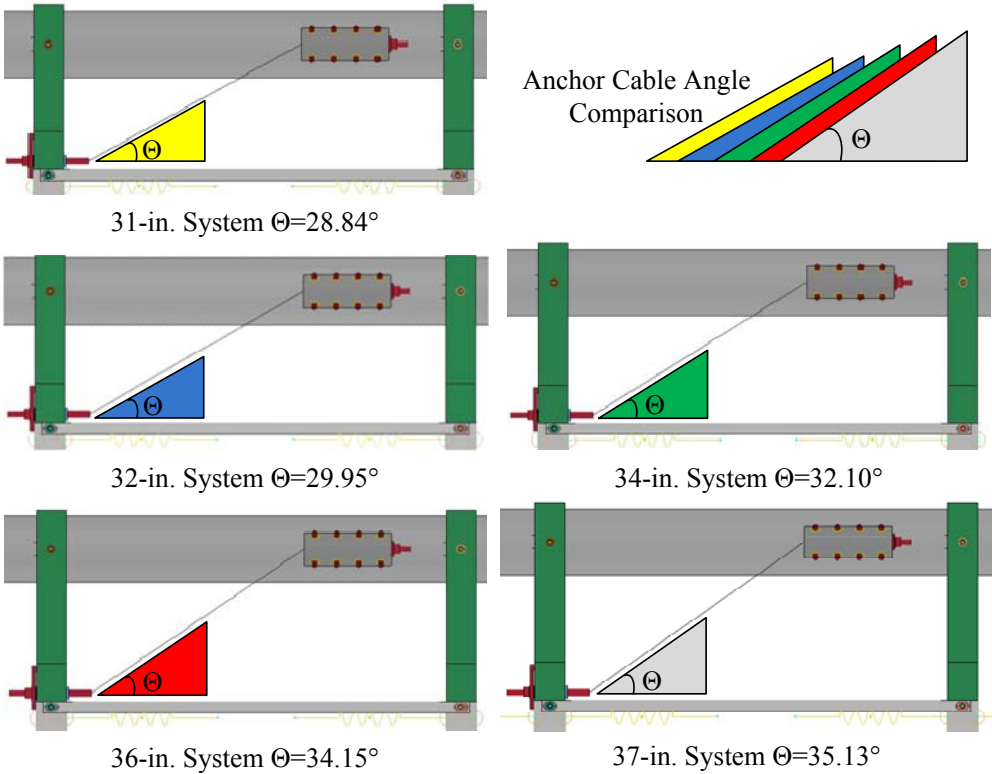 Anchor Cable Angle
Comparison
Θ
Θ
31-in. System Θ=28.84°
Θ
Θ
32-in. System Θ=29.95°
34-in. System Θ=32.10°
Θ
Θ
36-in. System Θ=34.15°
37-in. System Θ=35.13°